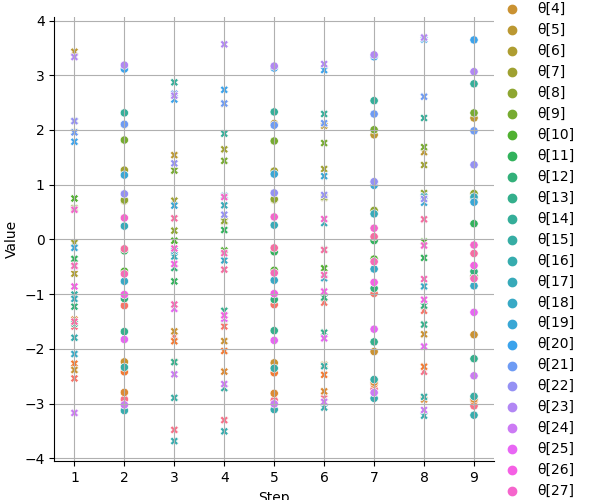 4
3
2
1
0
−1
−2
−3
−4
Value
1 2 3 4 5 6 7 8 9
Step
θ[4]
θ[5]
θ[6]
θ[7]
θ[8]
θ[9]
θ[10]
θ[11]
θ[12]
θ[13]
θ[14]
θ[15]
θ[16]
θ[17]
θ[18]
θ[19]
θ[20]
θ[21]
θ[22]
θ[23]
θ[24]
θ[25]
θ[26]
θ[27]